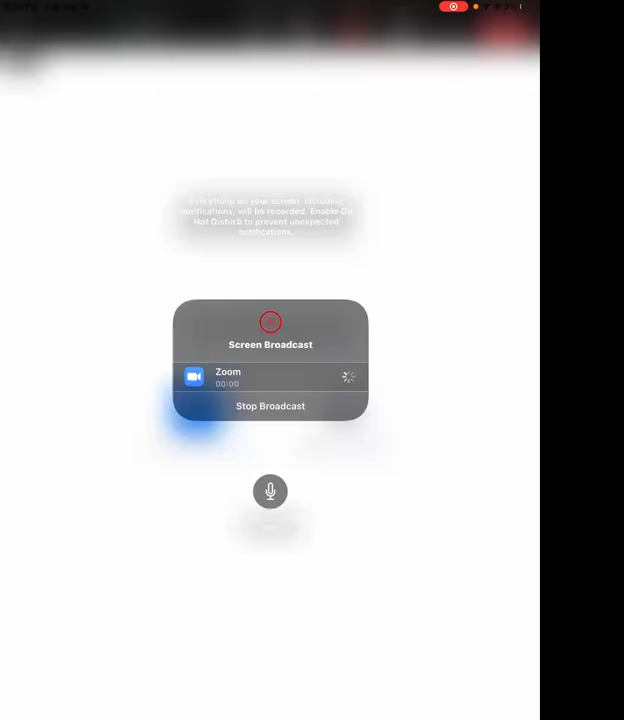 Everything on your screen, including
notifications, will be recorded. Enable Do
Not Disturb to prevent unexpected
notifications.
Screen Broadcast
Zoom
00:00
Stop Broadcast